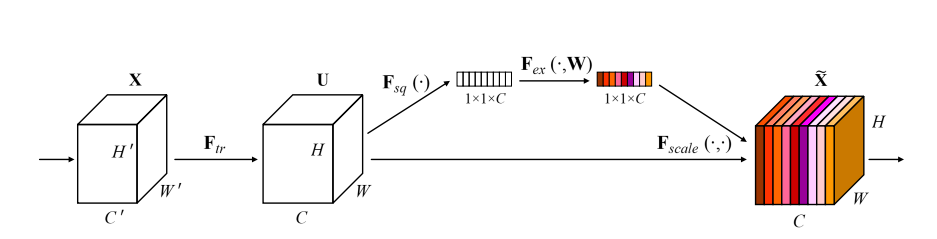 X
U
F_sq (·)
F_ex (·,W)
1×1×C
1×1×C
X̃
H′
F_tr
H
F_scale (·,·)
H
W′
W
W
C′
C
C